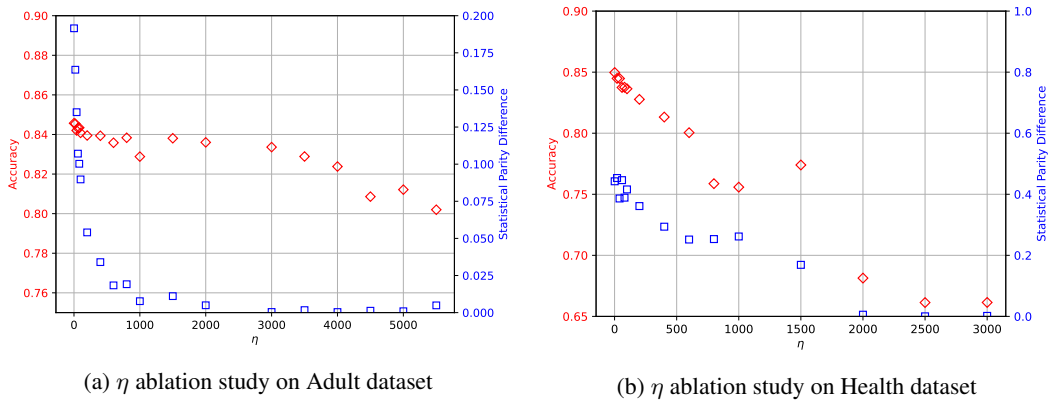 0.90
0.88
0.86
0.84
0.82
0.80
0.78
0.76
Accuracy
0 1000 2000 3000 4000 5000
η
0.200
0.175
0.150
0.125
0.100
0.075
0.050
0.025
0.000
Statistical Parity Difference
(a) η ablation study on Adult dataset
0.90
0.85
0.80
0.75
0.70
0.65
Accuracy
0 500 1000 1500 2000 2500 3000
η
1.0
0.8
0.6
0.4
0.2
0.0
Statistical Parity Difference
(b) η ablation study on Health dataset